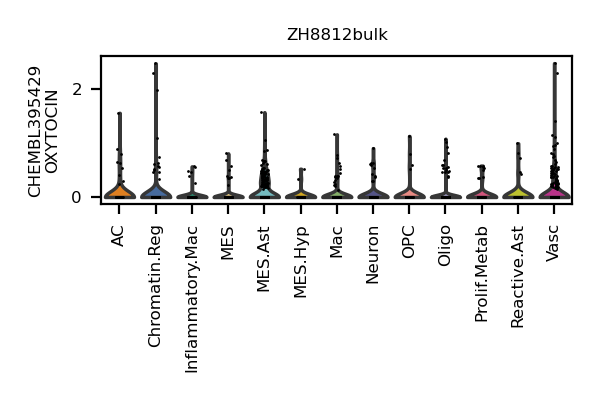 ZH8812bulk
CHEMBL395429
OXYTOCIN
2
0
AC
Chromatin.Reg
Inflammatory.Mac
MES
MES.Ast
MES.Hyp
Mac
Neuron
OPC
Oligo
Prolif.Metab
Reactive.Ast
Vasc